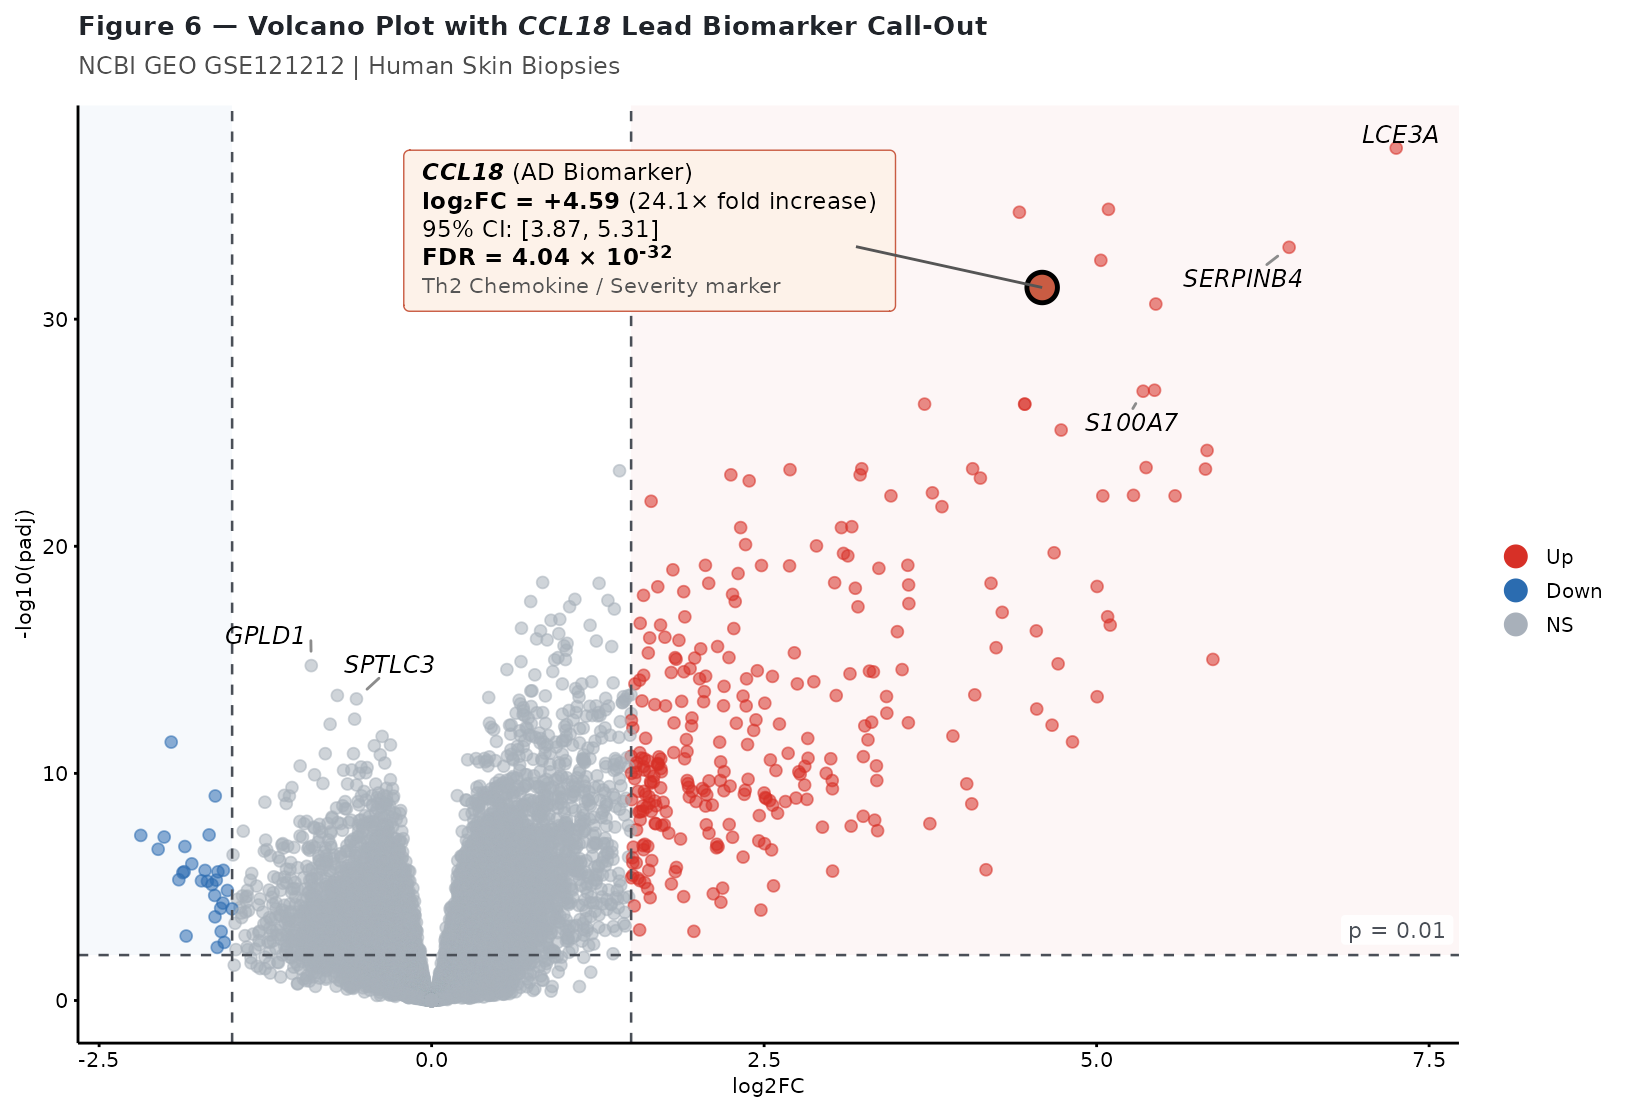 Figure 6 — Volcano Plot with CCL18 Lead Biomarker Call-Out
NCBI GEO GSE121212 | Human Skin Biopsies
LCE3A
CCL18 (AD Biomarker)
log₂FC = +4.59 (24.1× fold increase)
95% CI: [3.87, 5.31]
FDR = 4.04 × 10⁻³²
Th2 Chemokine / Severity marker
SERPINB4
S100A7
GPLD1
SPTLC3
p = 0.01
30
20
10
0
-log10(padj)
-2.5
0.0
2.5
5.0
7.5
log2FC
Up
Down
NS